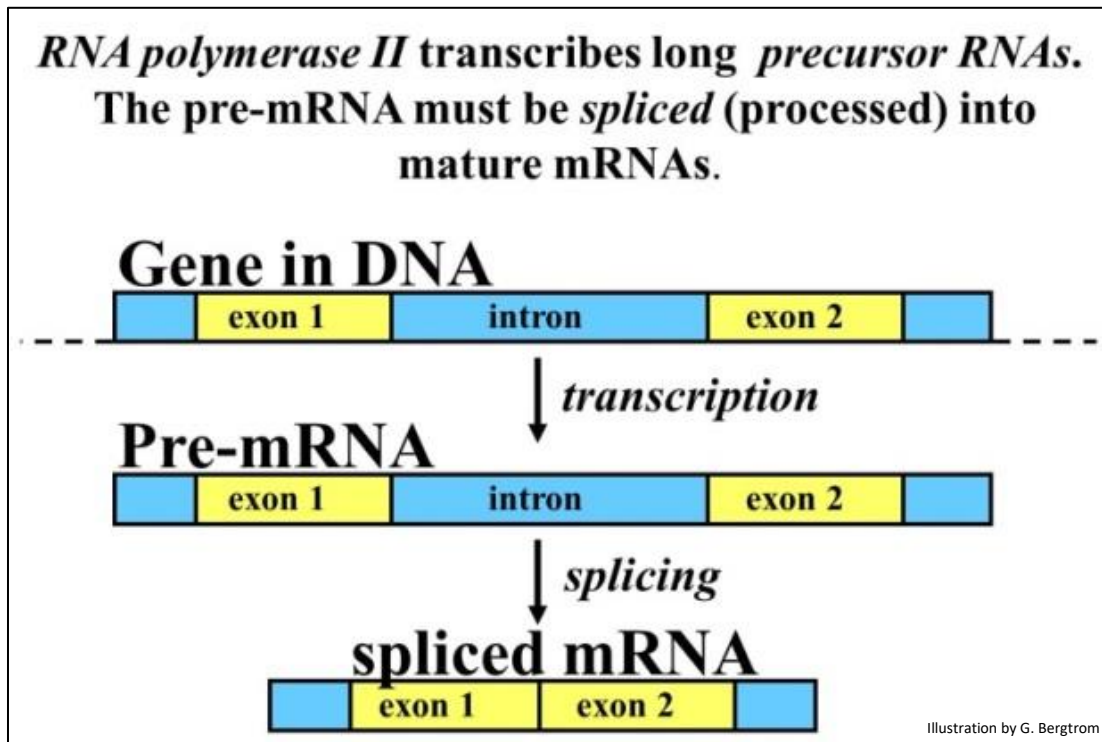 RNA polymerase II transcribes long precursor RNAs.
The pre-mRNA must be spliced (processed) into
mature mRNAs.
Gene in DNA
exon 1 intron exon 2
transcription
Pre-mRNA
exon 1 intron exon 2
splicing
spliced mRNA
exon 1 exon 2
Illustration by G. Bergtrom